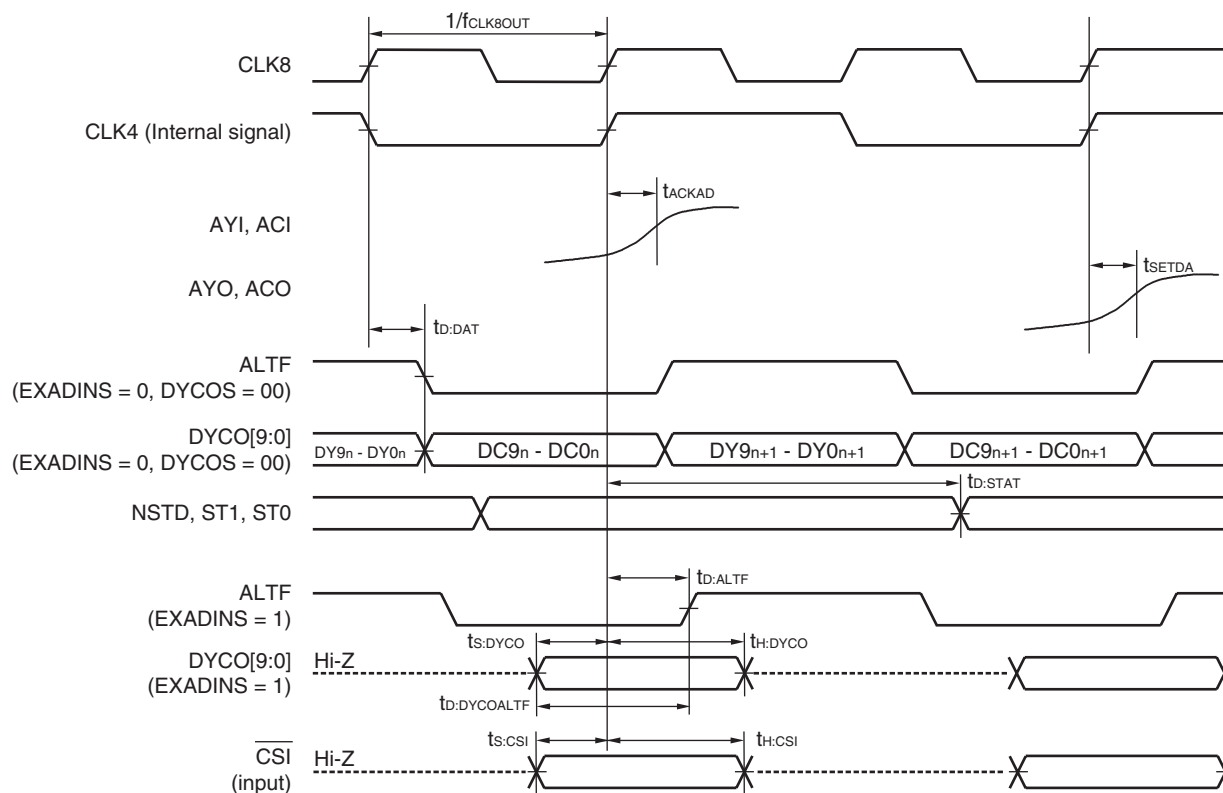 1/fCLK8OUT
CLK8
CLK4 (Internal signal)
tACKAD
AYI, ACI
tSETDA
AYO, ACO
tD:DAT
ALTF
(EXADINS = 0, DYCOS = 00)
DYCO[9:0]
(EXADINS = 0, DYCOS = 00)
DY9n - DY0n
DC9n - DC0n
DY9n+1 - DY0n+1
DC9n+1 - DC0n+1
tD:STAT
NSTD, ST1, ST0
tD:ALTF
ALTF
(EXADINS = 1)
tS:DYCO
tH:DYCO
DYCO[9:0]
(EXADINS = 1)
Hi-Z
tD:DYCOALTF
tS:CSI
tH:CSI
CSI
(input)
Hi-Z